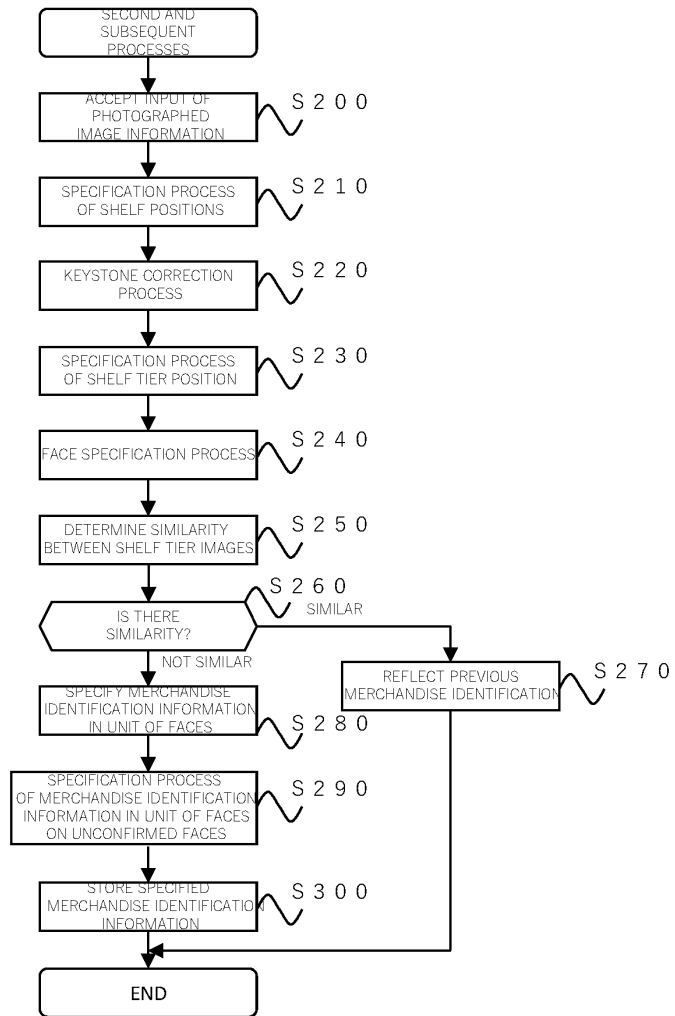 SECOND AND
SUBSEQUENT
PROCESSES
ACCEPT INPUT OF
PHOTOGRAPHED
IMAGE INFORMATION
S200
SPECIFICATION PROCESS
OF SHELF POSITIONS
S210
KEYSTONE CORRECTION
PROCESS
S220
SPECIFICATION PROCESS
OF SHELF TIER POSITION
S230
FACE SPECIFICATION PROCESS
S240
DETERMINE SIMILARITY
BETWEEN SHELF TIER IMAGES
S250
IS THERE
SIMILARITY?
S260
SIMILAR
NOT SIMILAR
REFLECT PREVIOUS
MERCHANDISE IDENTIFICATION
S270
SPECIFY MERCHANDISE
IDENTIFICATION INFORMATION
IN UNIT OF FACES
S280
SPECIFICATION PROCESS
OF MERCHANDISE IDENTIFICATION
INFORMATION IN UNIT OF FACES
ON UNCONFIRMED FACES
S290
STORE SPECIFIED
MERCHANDISE IDENTIFICATION
INFORMATION
S300
END